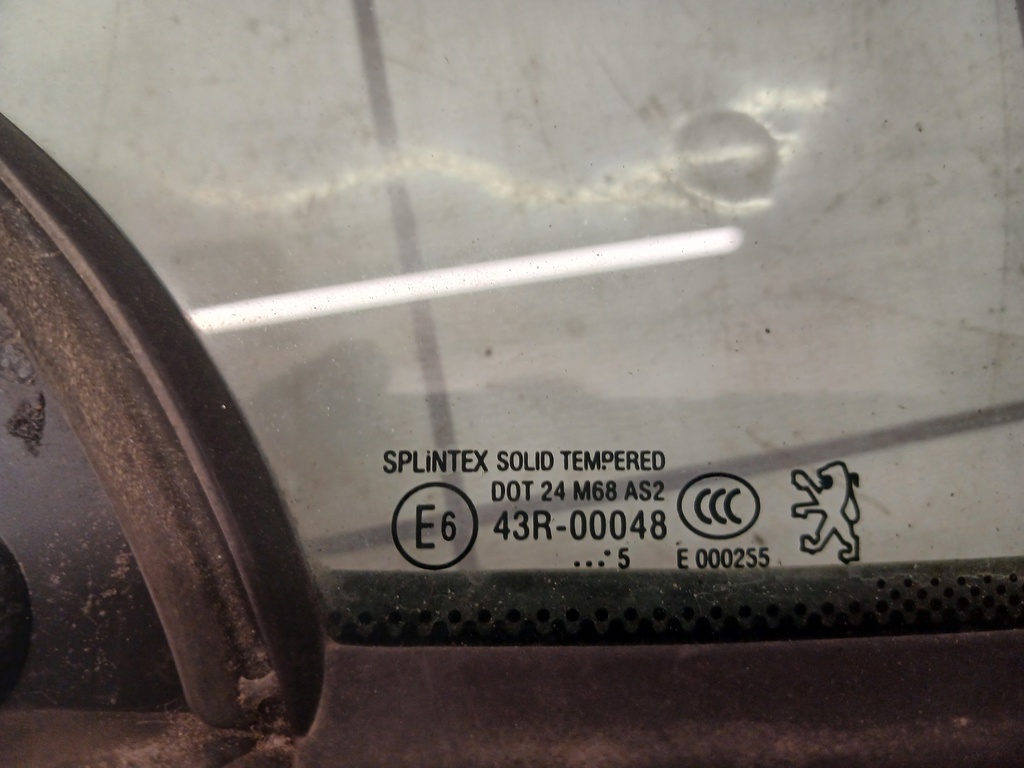 SPLiNTEX SOLID TEMPERED
DOT 24 M68 AS2
E6 43R-00048 CCC
...: 5 E 000255